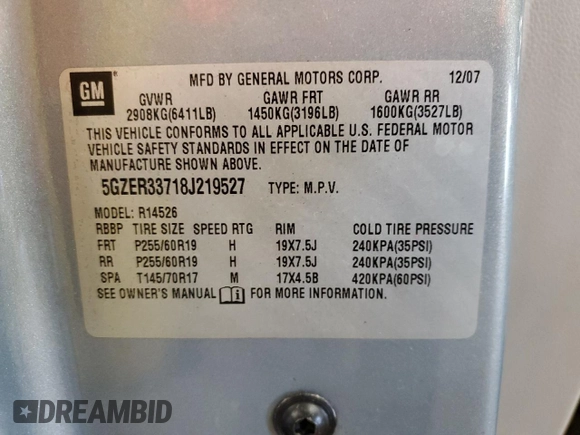 GM
MFD BY GENERAL MOTORS CORP. 12/07
GVWR GAWR FRT GAWR RR
2908KG(6411LB) 1450KG(3196LB) 1600KG(3527LB)
THIS VEHICLE CONFORMS TO ALL APPLICABLE U.S. FEDERAL MOTOR
VEHICLE SAFETY STANDARDS IN EFFECT ON THE DATE OF
MANUFACTURE SHOWN ABOVE.
5GZER33718J219527 TYPE: M.P.V.
MODEL: R14526
RBBP TIRE SIZE SPEED RTG RIM COLD TIRE PRESSURE
FRT P255/60R19 H 19X7.5J 240KPA(35PSI)
RR P255/60R19 H 19X7.5J 240KPA(35PSI)
SPA T145/70R17 M 17X4.5B 420KPA(60PSI)
SEE OWNER'S MANUAL FOR MORE INFORMATION.
DREAMBID